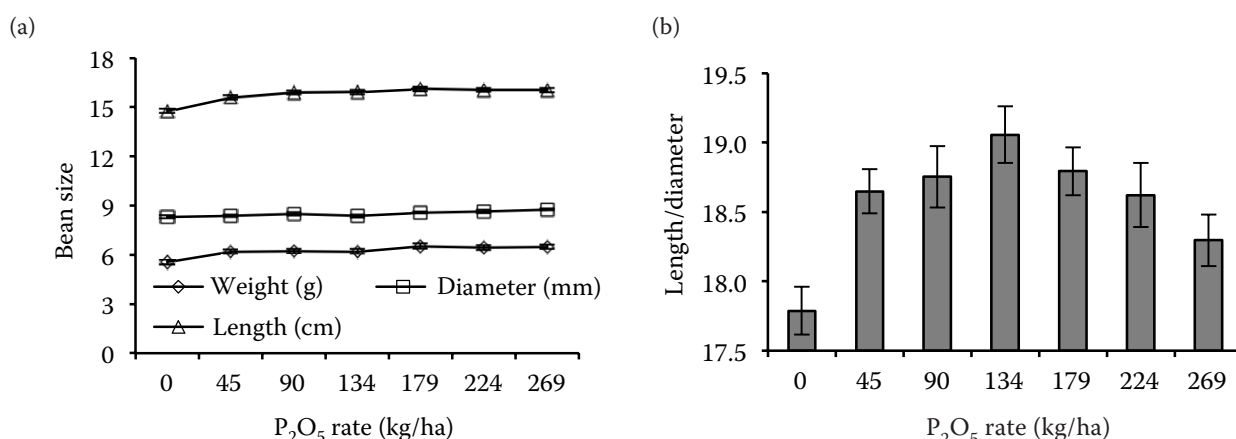 (a)
18
15
12
9
6
3
0
Bean size
Weight (g)
Diameter (mm)
Length (cm)
0 45 90 134 179 224 269
P₂O₅ rate (kg/ha)
(b)
19.5
19.0
18.5
18.0
17.5
Length/diameter
0 45 90 134 179 224 269
P₂O₅ rate (kg/ha)